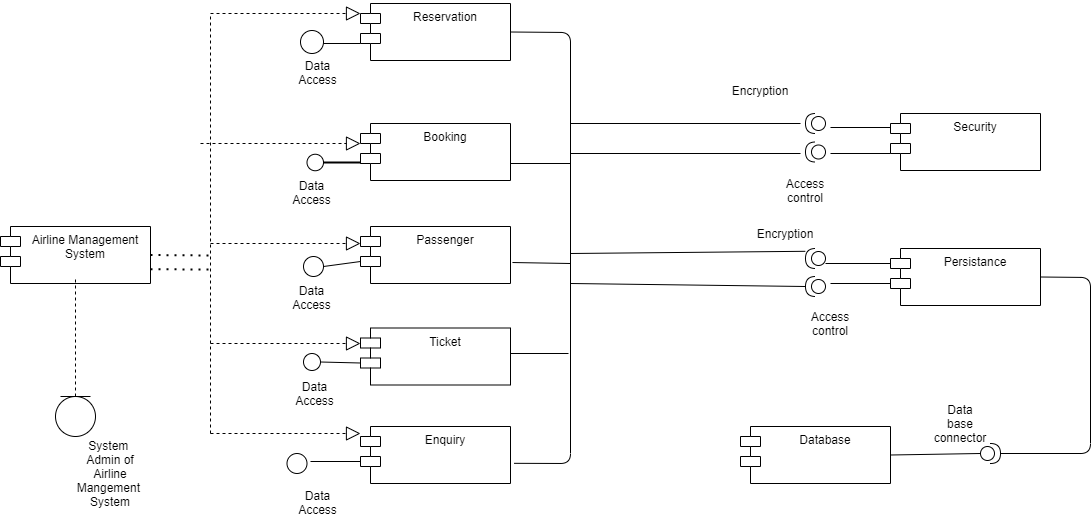 Reservation
Data
Access
Encryption
Booking
Security
Data
Access
Access
control
Airline Management
System
Passenger
Encryption
Persistance
Data
Access
Access
control
Ticket
Data
Access
Data
base
connector
System
Admin of
Airline
Mangement
System
Enquiry
Database
Data
Access